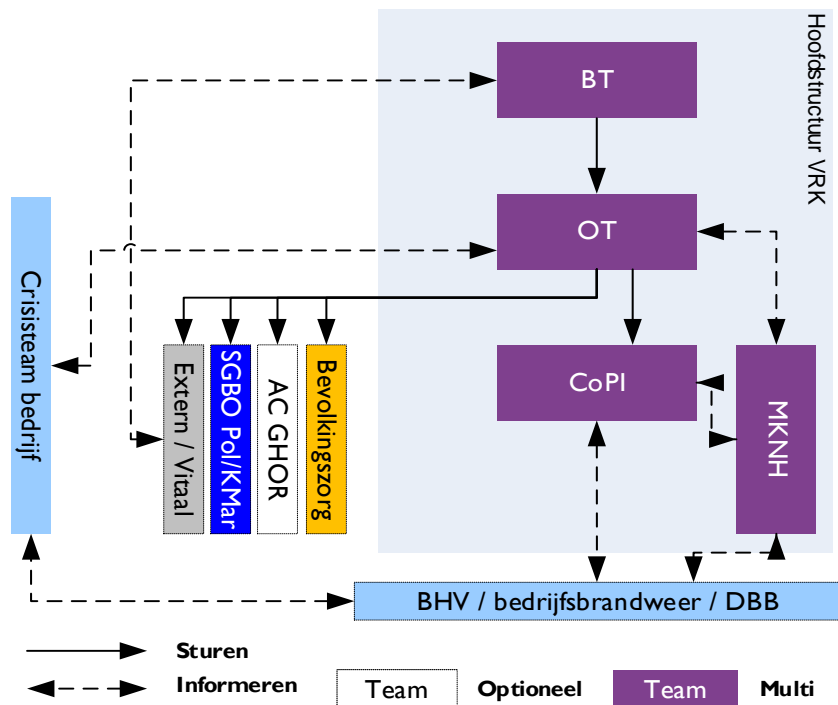 Hoofdstructuur VRK
BT
OT
Crisisteam bedrijf
Extern / Vitaal
SGBO Pol/KMar
AC GHOR
Bevolkingszorg
CoPI
MKNH
BHV / bedrijfsbrandweer / DBB
Sturen
Informeren
Team
Optioneel
Team
Multi